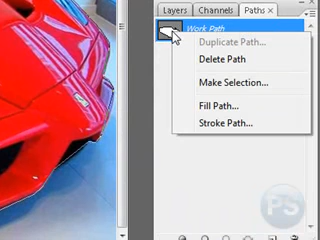 Layers Channels Paths ×
Work Path
Duplicate Path...
Delete Path
Make Selection...
Fill Path...
Stroke Path...
PS